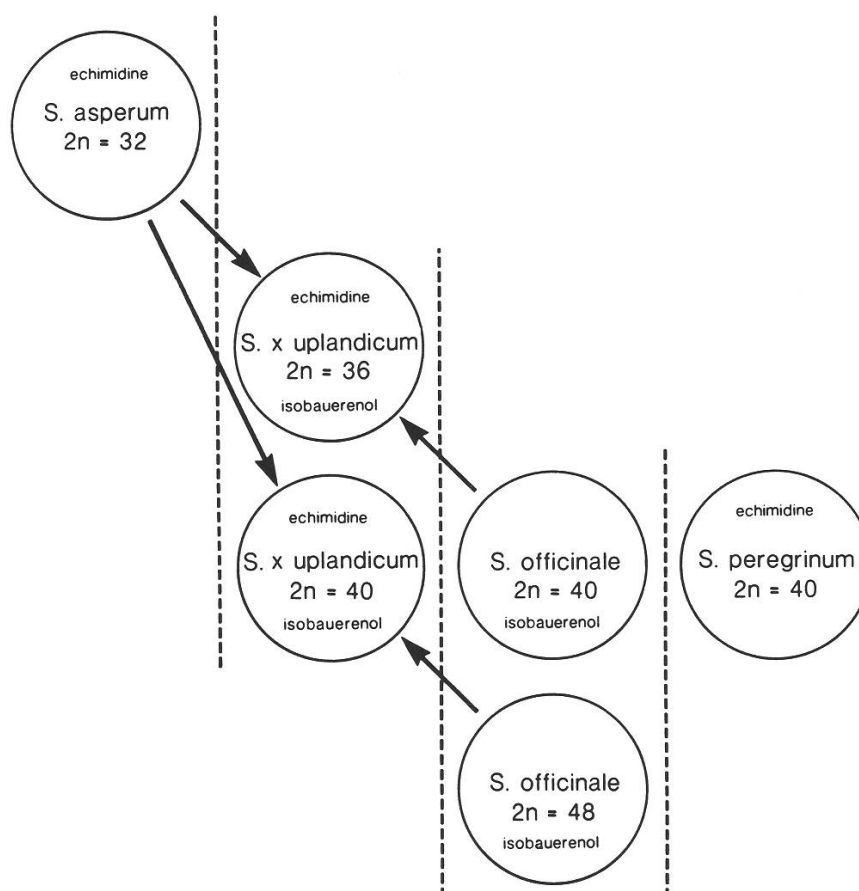 echimidine
S. asperum
2n = 32
echimidine
S. x uplandicum
2n = 36
isobauerenol
echimidine
S. x uplandicum
2n = 40
isobauerenol
S. officinale
2n = 40
isobauerenol
echimidine
S. peregrinum
2n = 40
S. officinale
2n = 48
isobauerenol